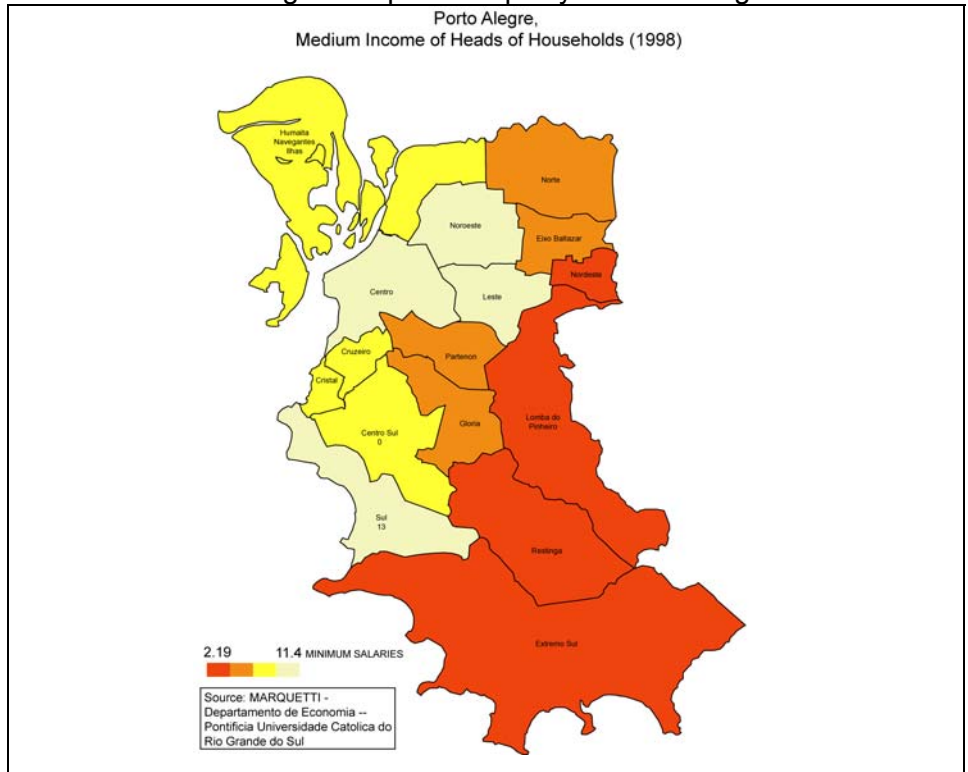 Porto Alegre,
Medium Income of Heads of Households (1998)
Humaita
Navegantes
Ilhas
Norte
Noroeste
Eixo Baltazar
Nordeste
Centro
Leste
Cruzeiro
Partenon
Cristal
Gloria
Lomba do
Pinheiro
Centro Sul
0
Sul
13
Restinga
Extremo Sul
2.19
11.4 MINIMUM SALARIES
Source: MARQUETTI -
Departamento de Economia --
Pontificia Universidade Catolica do
Rio Grande do Sul